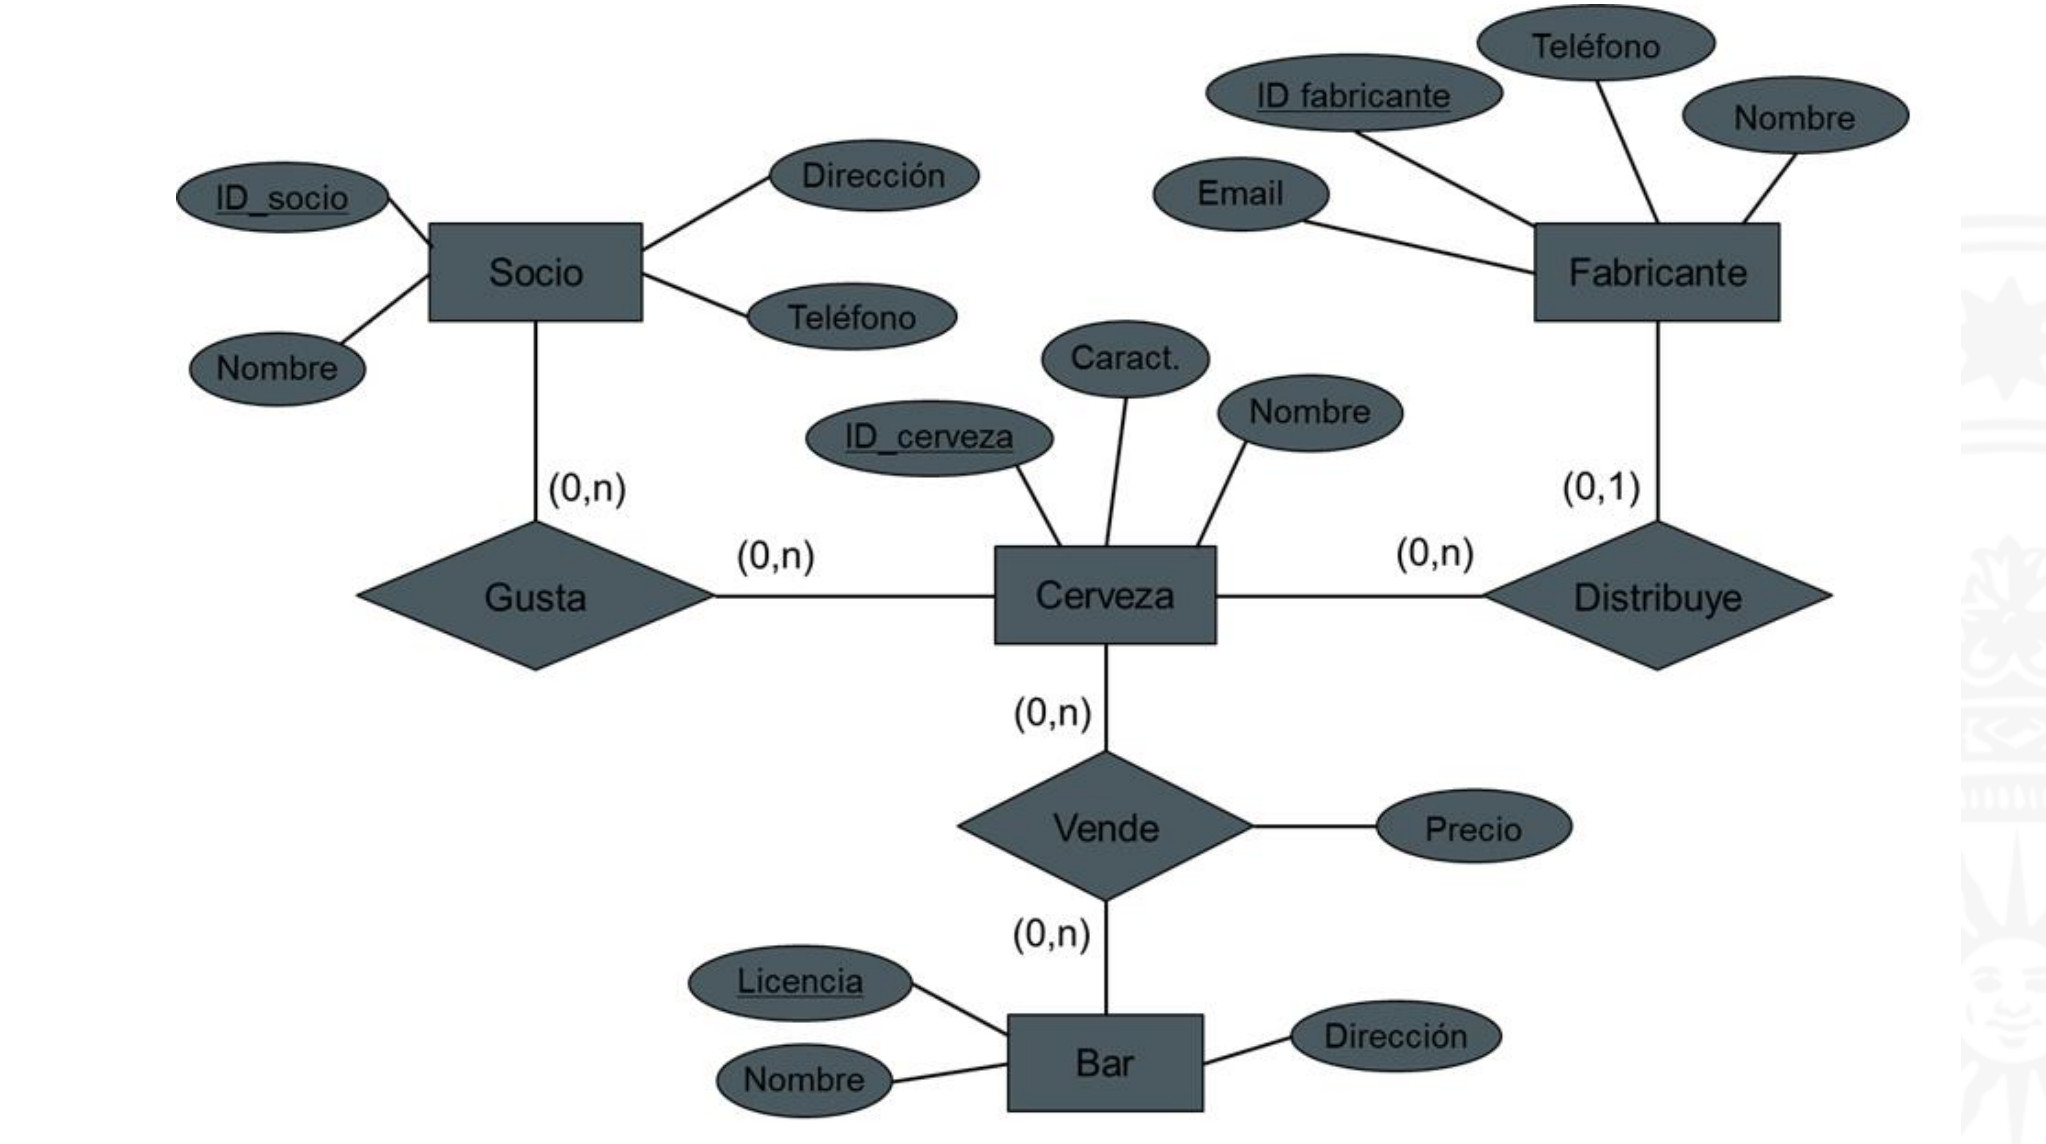 Teléfono
ID fabricante
Nombre
Email
Fabricante
Dirección
ID_socio
Socio
Teléfono
Nombre
Caract.
Nombre
ID_cerveza
(0,n)
(0,1)
(0,n)
(0,n)
Gusta
Cerveza
Distribuye
(0,n)
Vende
Precio
(0,n)
Licencia
Nombre
Bar
Dirección